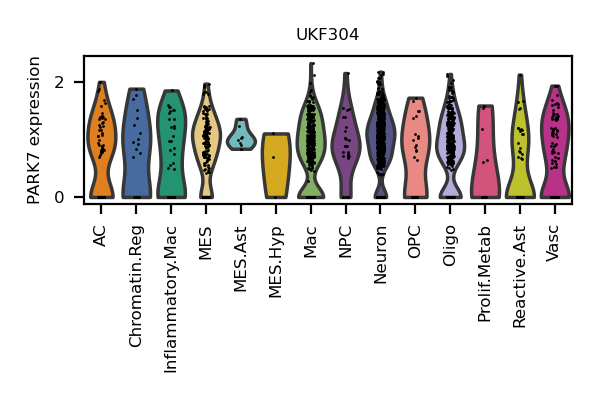 UKF304
PARK7 expression
2
0
AC
Chromatin.Reg
Inflammatory.Mac
MES
MES.Ast
MES.Hyp
Mac
NPC
Neuron
OPC
Oligo
Prolif.Metab
Reactive.Ast
Vasc